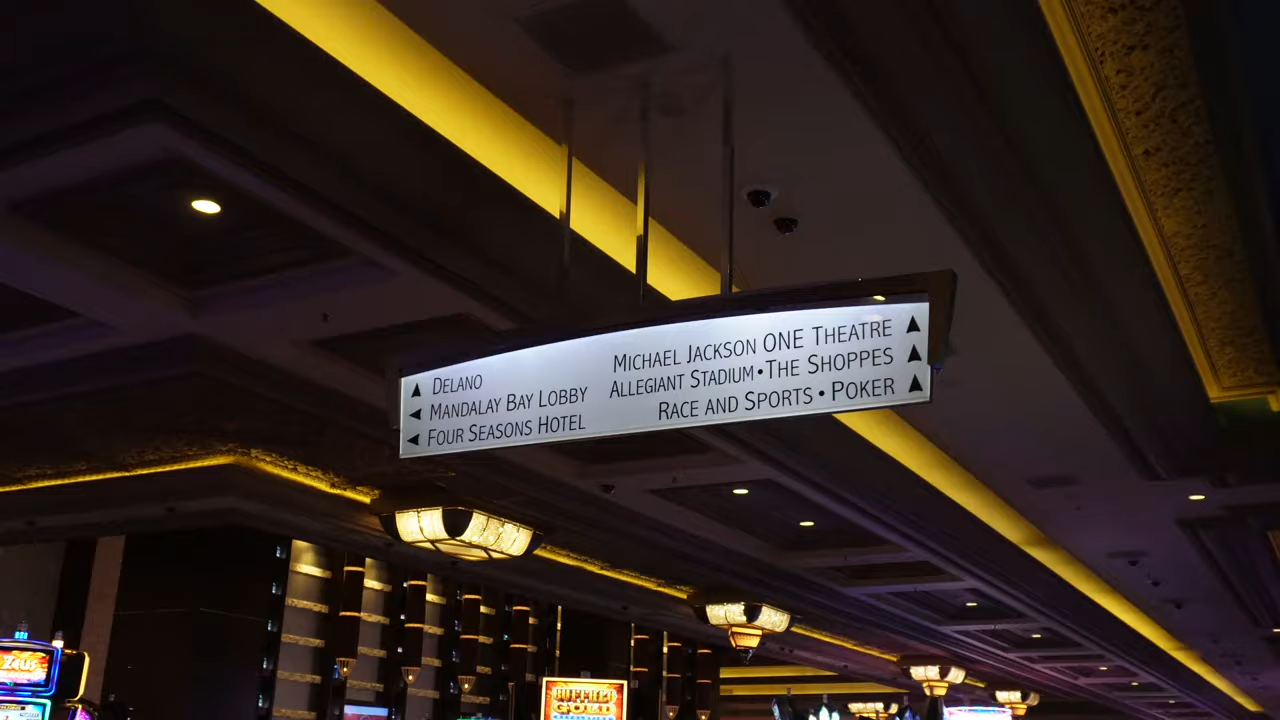 DELANO
MANDALAY BAY LOBBY
FOUR SEASONS HOTEL
MICHAEL JACKSON ONE THEATRE
ALLEGIANT STADIUM • THE SHOPPES
RACE AND SPORTS • POKER
ZEUS
BUFFALO
GOLD